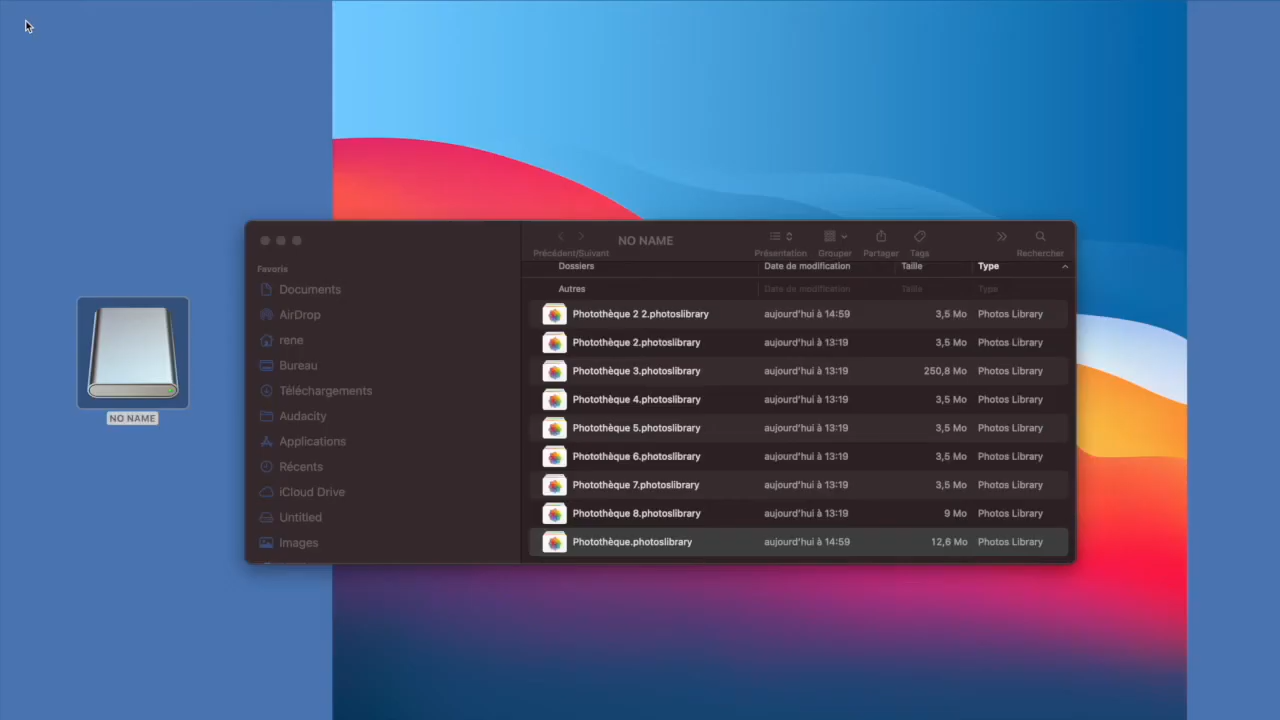 NO NAME
Précédent/Suivant
Présentation
Grouper
Partager
Tags
Rechercher
Favoris
Documents
AirDrop
rene
Bureau
Téléchargements
Audacity
Applications
Récents
iCloud Drive
Untitled
Images
Dossiers Date de modification Taille Type
Autres Date de modification Taille Type
Photothèque 2 2.photoslibrary aujourd'hui à 14:59 3,5 Mo Photos Library
Photothèque 2.photoslibrary aujourd'hui à 13:19 3,5 Mo Photos Library
Photothèque 3.photoslibrary aujourd'hui à 13:19 250,8 Mo Photos Library
Photothèque 4.photoslibrary aujourd'hui à 13:19 3,5 Mo Photos Library
Photothèque 5.photoslibrary aujourd'hui à 13:19 3,5 Mo Photos Library
Photothèque 6.photoslibrary aujourd'hui à 13:19 3,5 Mo Photos Library
Photothèque 7.photoslibrary aujourd'hui à 13:19 3,5 Mo Photos Library
Photothèque 8.photoslibrary aujourd'hui à 13:19 9 Mo Photos Library
Photothèque.photoslibrary aujourd'hui à 14:59 12,6 Mo Photos Library
NO NAME